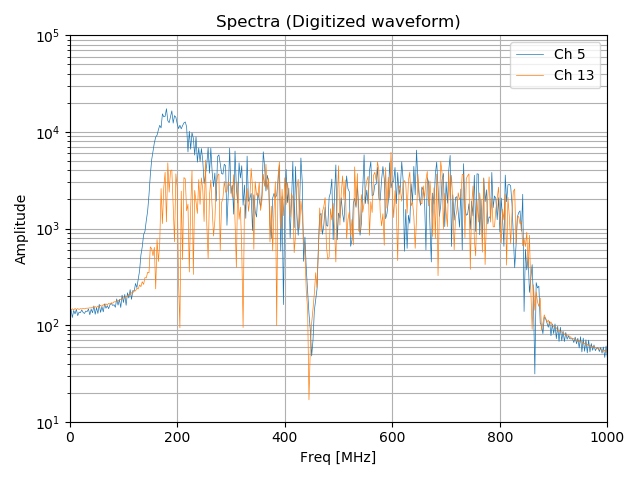 Spectra (Digitized waveform)
10^5
10^4
10^3
10^2
10^1
Amplitude
Ch 5
Ch 13
0 200 400 600 800 1000
Freq [MHz]